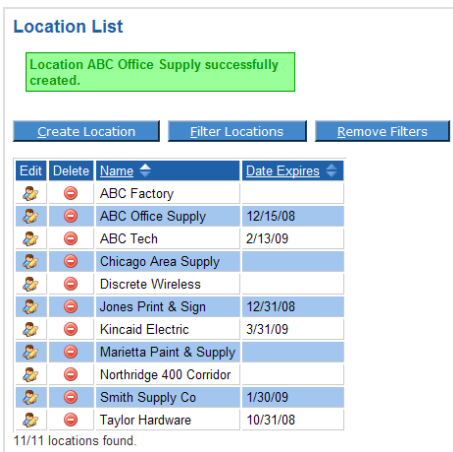 Location List
Location ABC Office Supply successfully
created.
Create Location Filter Locations Remove Filters
Edit Delete Name Date Expires
ABC Factory
ABC Office Supply 12/15/08
ABC Tech 2/13/09
Chicago Area Supply
Discrete Wireless
Jones Print & Sign 12/31/08
Kincaid Electric 3/31/09
Marietta Paint & Supply
Northridge 400 Corridor
Smith Supply Co 1/30/09
Taylor Hardware 10/31/08
11/11 locations found.